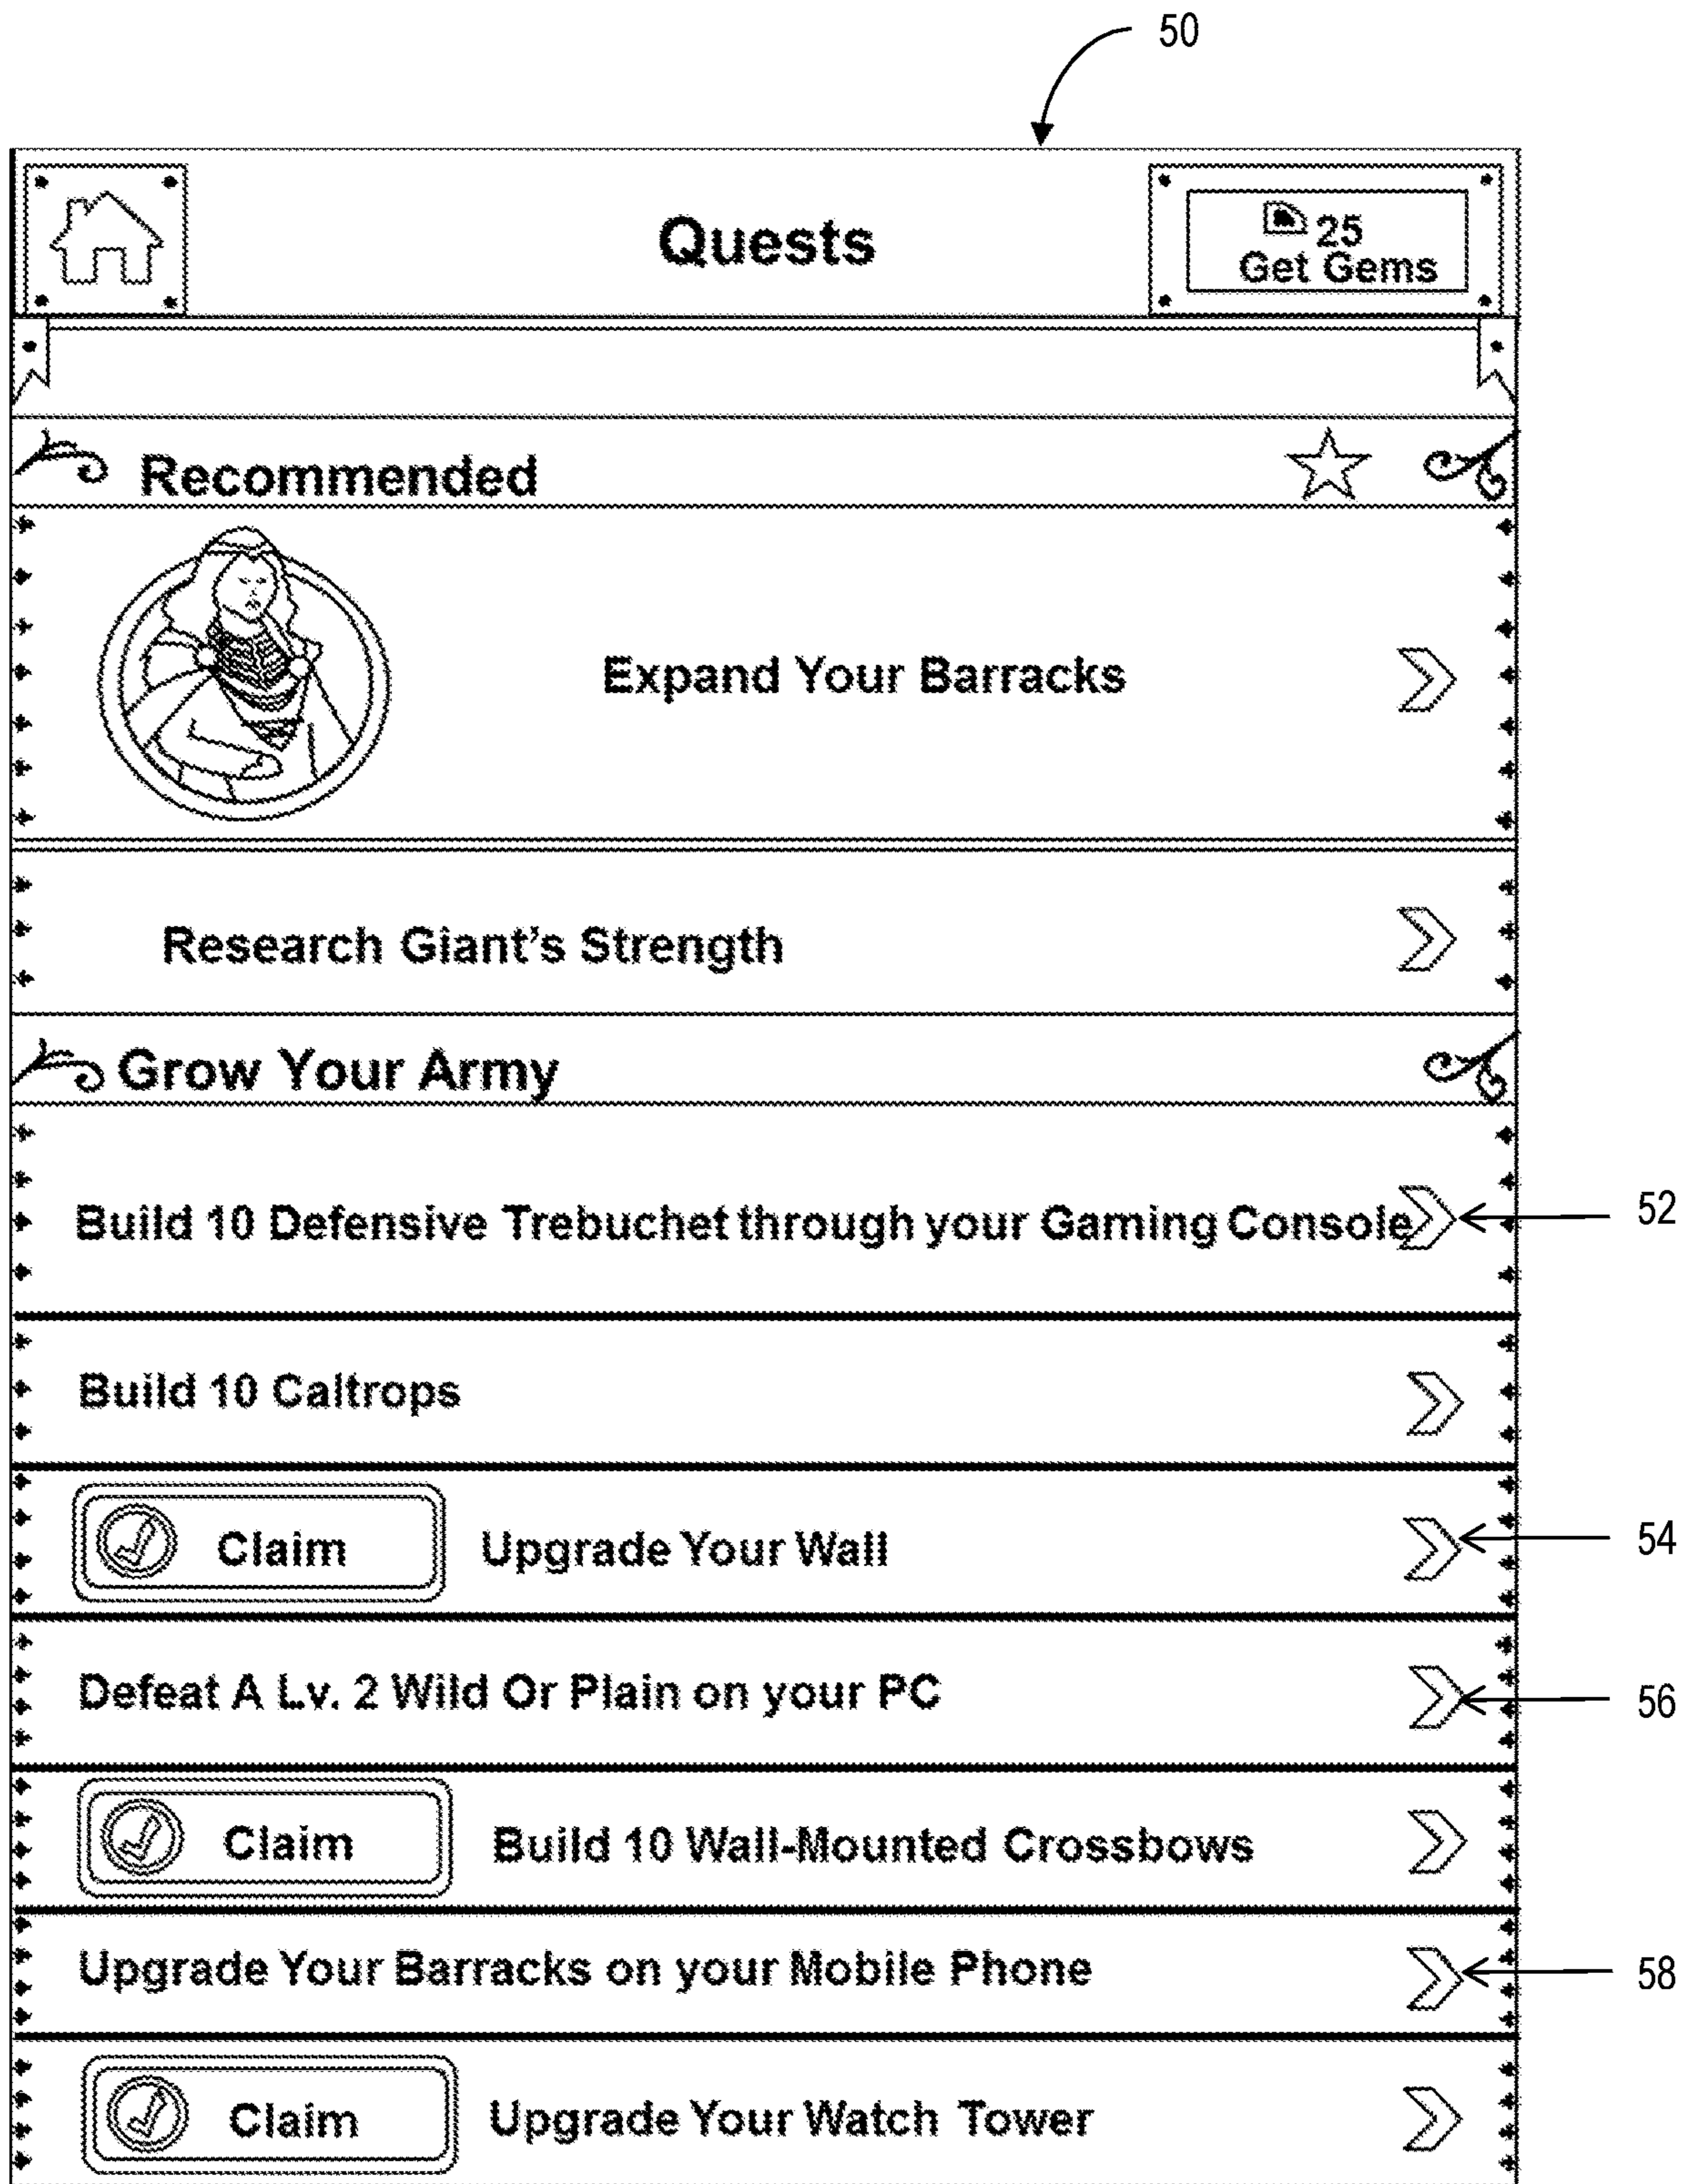 50
Quests
25
Get Gems
Recommended
Expand Your Barracks
Research Giant's Strength
Grow Your Army
Build 10 Defensive Trebuchet through your Gaming Console
52
Build 10 Caltrops
Claim Upgrade Your Wall
54
Defeat A Lv. 2 Wild Or Plain on your PC
56
Claim Build 10 Wall-Mounted Crossbows
Upgrade Your Barracks on your Mobile Phone
58
Claim Upgrade Your Watch Tower